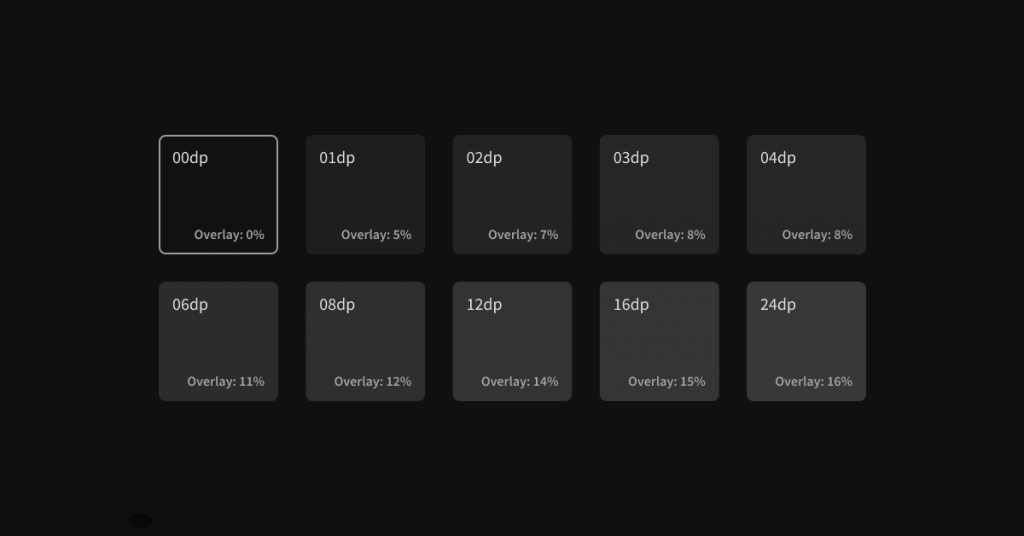 00dp
Overlay: 0%
01dp
Overlay: 5%
02dp
Overlay: 7%
03dp
Overlay: 8%
04dp
Overlay: 8%
06dp
Overlay: 11%
08dp
Overlay: 12%
12dp
Overlay: 14%
16dp
Overlay: 15%
24dp
Overlay: 16%